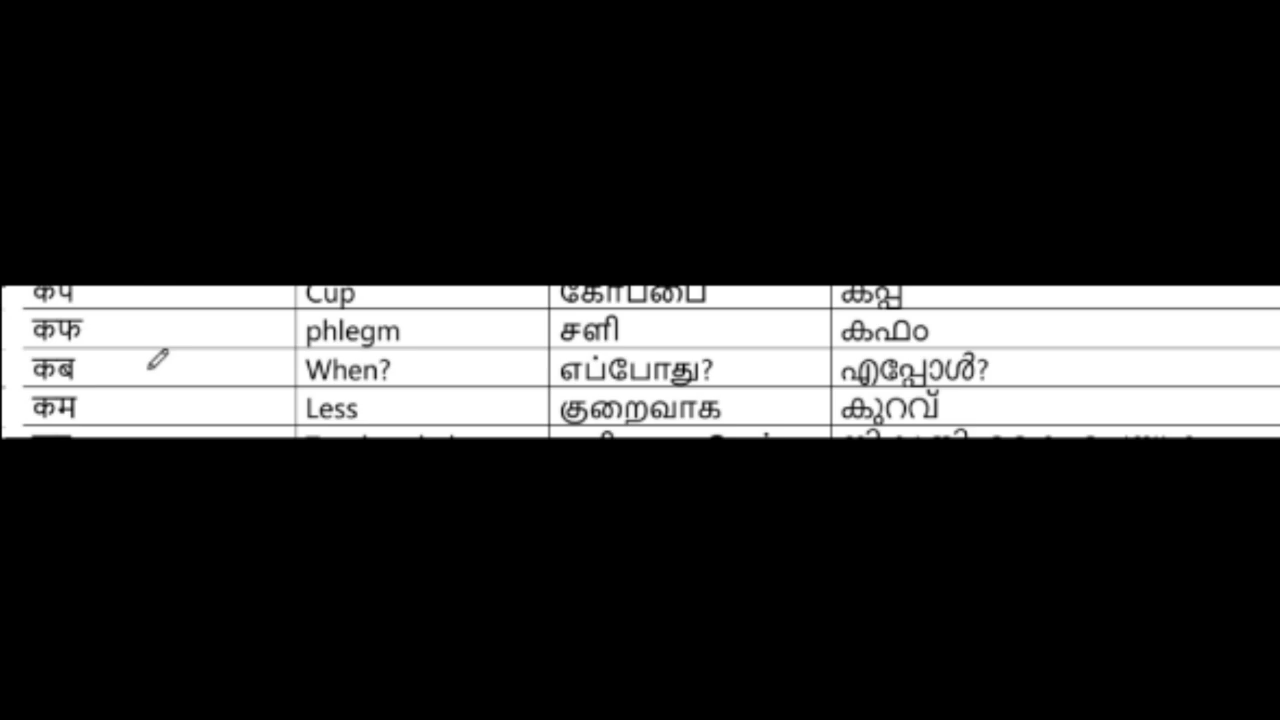 कप Cup கோப்பை കപ്പ
कफ phlegm சளி കഫം
कब When? எப்போது? എപ്പോൾ?
कम Less குறைவாக കുറവ്